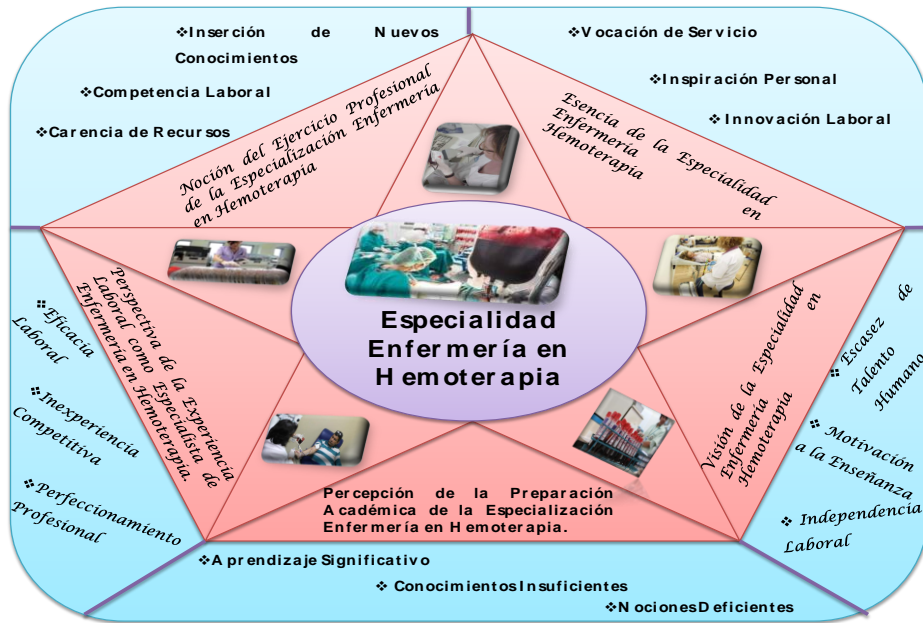 ❖Inserción de Nuevos
Conocimientos
❖Competencia Laboral
❖Carencia de Recursos
Noción del Ejercicio Profesional
de la Especialización Enfermería
en Hemoterapia
❖Vocación de Servicio
❖Inspiración Personal
❖Innovación Laboral
Esencia de la Especialidad en
Enfermería
Hemoterapia
Especialidad
Enfermería en
Hemoterapia
Perspectiva de la Experiencia
Laboral como Especialista de
Enfermería en Hemoterapia.
❖Eficacia
Laboral
❖Inexperiencia
Competitiva
❖Perfeccionamiento
Profesional
Visión de la Especialidad en
Enfermería
Hemoterapia
❖Escasez de
Talento
Humano
❖Motivación
a la Enseñanza
❖Independencia
Laboral
Percepción de la Preparación
Académica de la Especialización
Enfermería en Hemoterapia.
❖Aprendizaje Significativo
❖Conocimientos Insuficientes
❖Nociones Deficientes